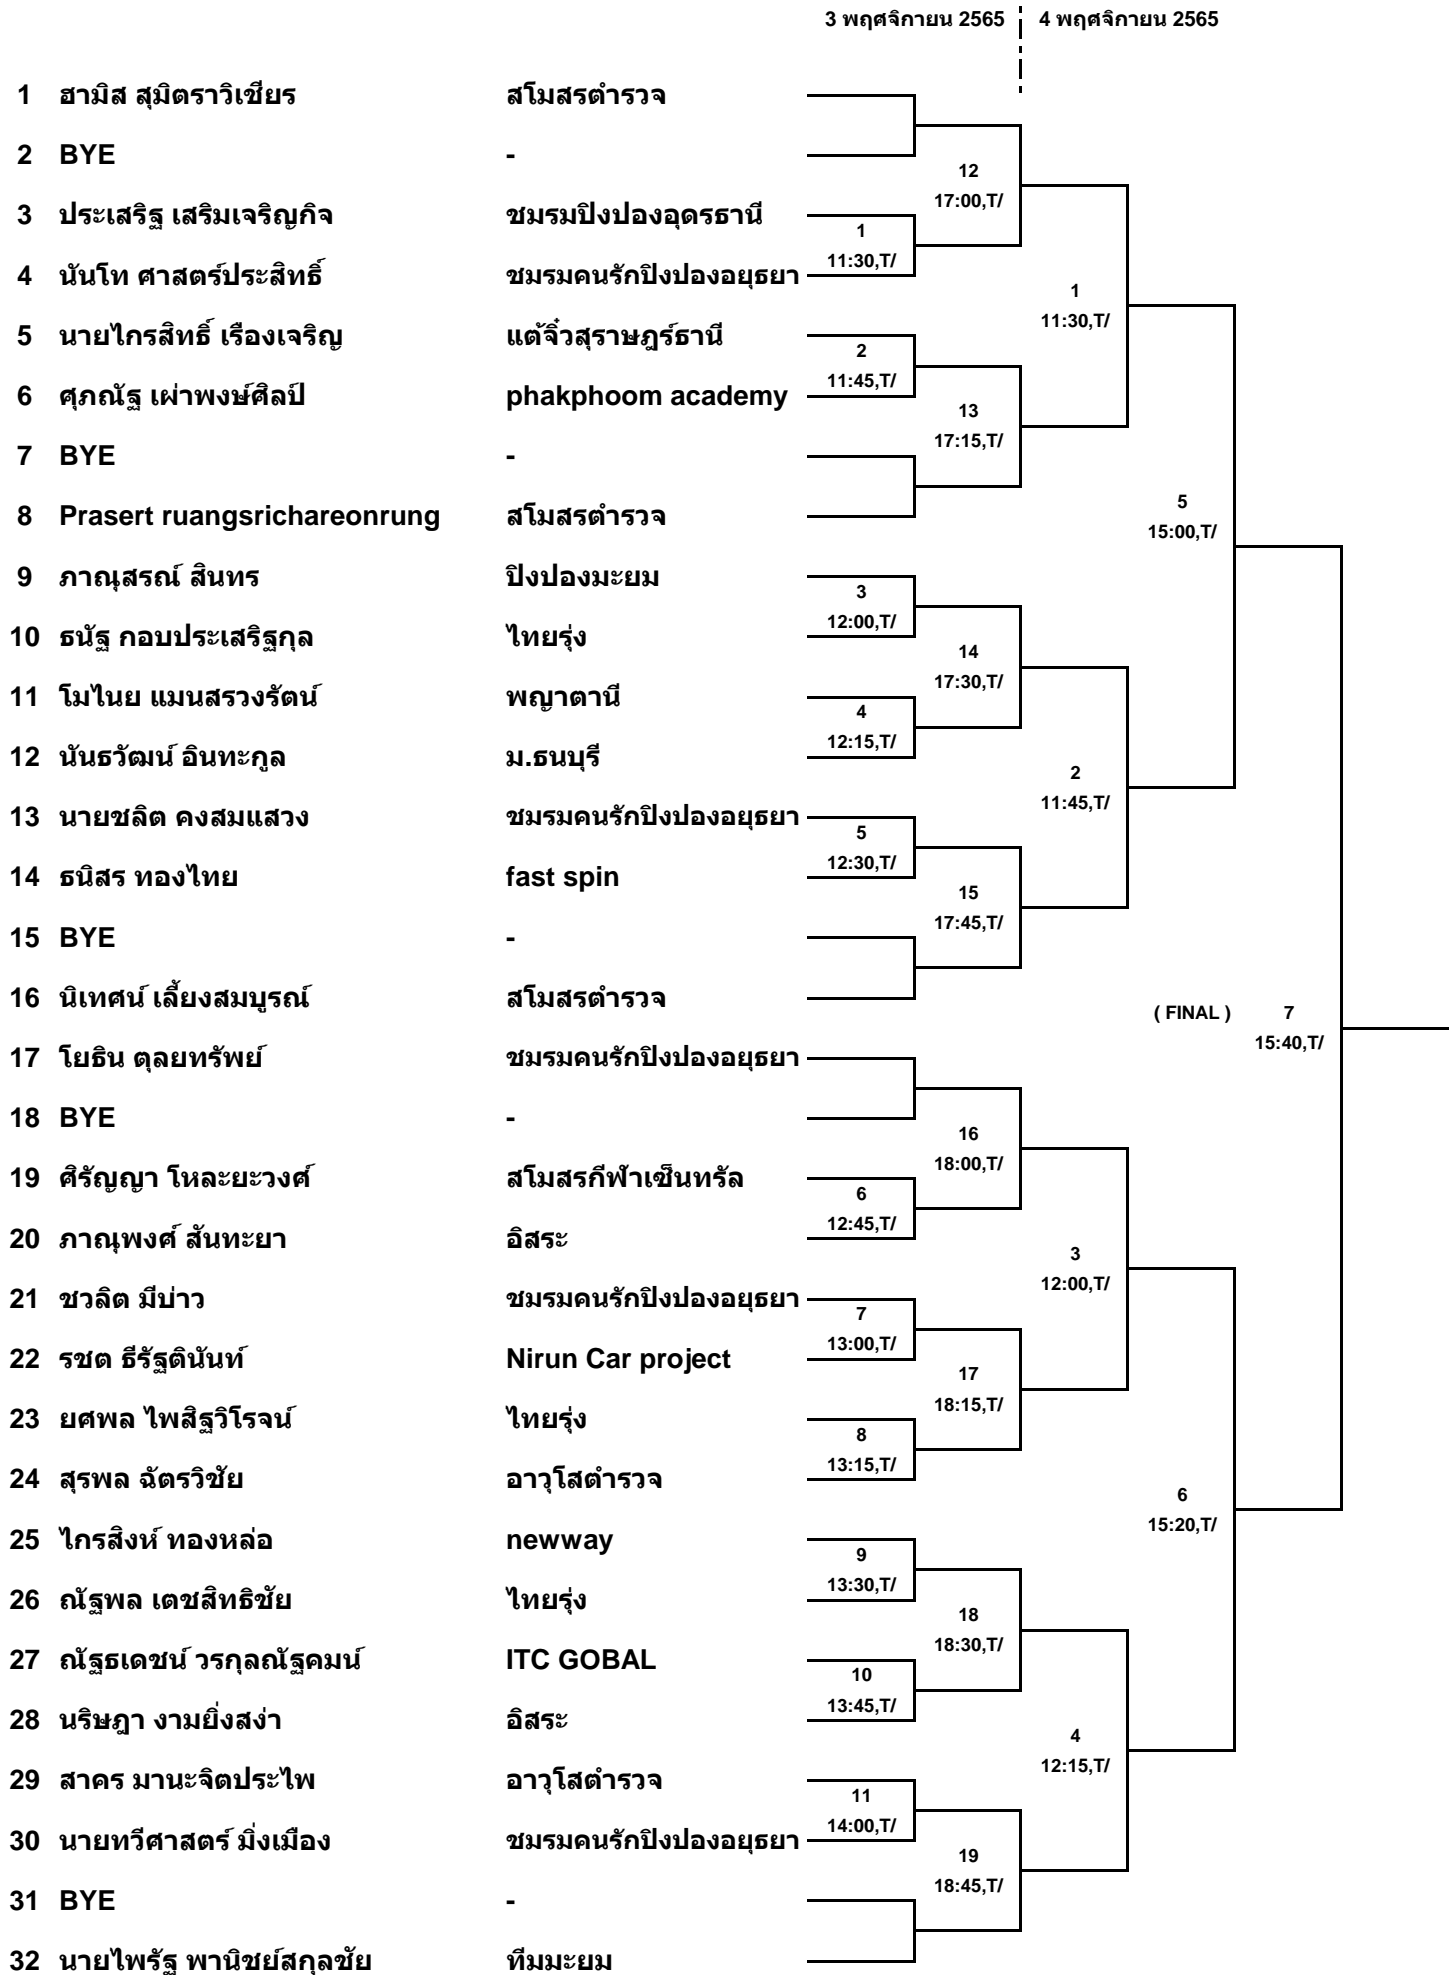 3 พฤศจิกายน 2565 4 พฤศจิกายน 2565
1 ฮามิส สุมิตราวิเชียร สโมสรตำรวจ
2 BYE -
12
17:00,T/
3 ประเสริฐ เสริมเจริญกิจ ชมรมปิงปองอุดรธานี
1
11:30,T/
4 นันโท ศาสตร์ประสิทธิ์ ชมรมคนรักปิงปองอยุธยา
1
11:30,T/
5 นายไกรสิทธิ์ เรืองเจริญ แต้จิ๋วสุราษฎร์ธานี
2
11:45,T/
6 ศุภณัฐ เผ่าพงษ์ศิลป์ phakphoom academy
13
17:15,T/
7 BYE -
5
15:00,T/
8 Prasert ruangsrichareonrung สโมสรตำรวจ
9 ภาณุสรณ์ สินทร ปิงปองมะยม
3
12:00,T/
10 ธนัฐ กอบประเสริฐกุล ไทยรุ่ง
14
17:30,T/
11 โมไนย แมนสรวงรัตน์ พญาตานี
4
12:15,T/
12 นันธวัฒน์ อินทะกูล ม.ธนบุรี
2
11:45,T/
13 นายชลิต คงสมแสวง ชมรมคนรักปิงปองอยุธยา
5
12:30,T/
14 ธนิสร ทองไทย fast spin
15
17:45,T/
15 BYE -
16 นิเทศน์ เลี้ยงสมบูรณ์ สโมสรตำรวจ
( FINAL ) 7
15:40,T/
17 โยธิน ตุลยทรัพย์ ชมรมคนรักปิงปองอยุธยา
18 BYE -
16
18:00,T/
19 ศิรัญญา โหละยะวงศ์ สโมสรกีฬาเซ็นทรัล
6
12:45,T/
20 ภาณุพงศ์ สันทะยา อิสระ
3
12:00,T/
21 ชวลิต มีบ่าว ชมรมคนรักปิงปองอยุธยา
7
13:00,T/
22 รชต ธีรัฐตินันท์ Nirun Car project
17
18:15,T/
23 ยศพล ไพสิฐวิโรจน์ ไทยรุ่ง
8
13:15,T/
24 สุรพล ฉัตรวิชัย อาวุโสตำรวจ
6
15:20,T/
25 ไกรสิงห์ ทองหล่อ newway
9
13:30,T/
26 ณัฐพล เตชสิทธิชัย ไทยรุ่ง
18
18:30,T/
27 ณัฐธเดชน์ วรกุลณัฐคมน์ ITC GOBAL
10
13:45,T/
28 นริษฎา งามยิ่งสง่า อิสระ
4
12:15,T/
29 สาคร มานะจิตประไพ อาวุโสตำรวจ
11
14:00,T/
30 นายทวีศาสตร์ มิ่งเมือง ชมรมคนรักปิงปองอยุธยา
19
18:45,T/
31 BYE -
32 นายไพรัฐ พานิชย์สกุลชัย ทีมมะยม